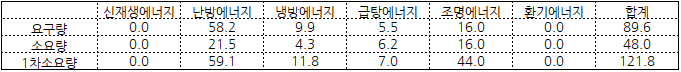 신재생에너지 난방에너지 냉방에너지 급탕에너지 조명에너지 환기에너지 합계
요구량 0.0 58.2 9.9 5.5 16.0 0.0 89.6
소요량 0.0 21.5 4.3 6.2 16.0 0.0 48.0
1차소요량 0.0 59.1 11.8 7.0 44.0 0.0 121.8